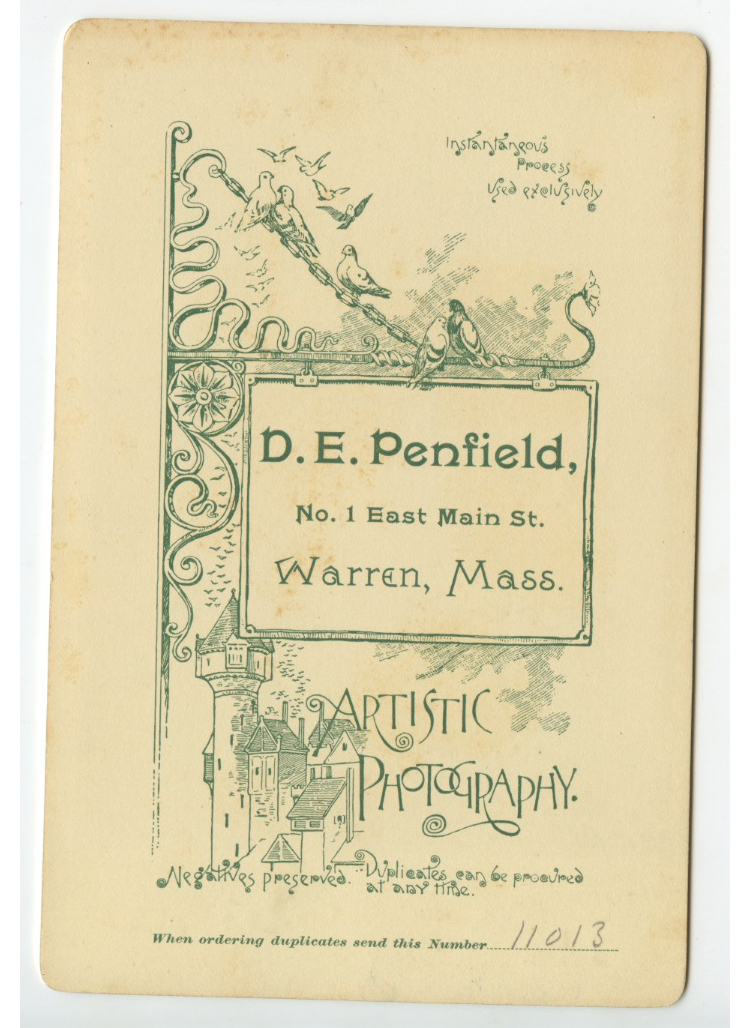 Instantaneous
Process
Used exclusively
D. E. Penfield,
No. 1 East Main St.
Warren, Mass.
ARTISTIC
PHOTOGRAPHY.
Negatives preserved. Duplicates can be procured
at any time.
When ordering duplicates send this Number 11013